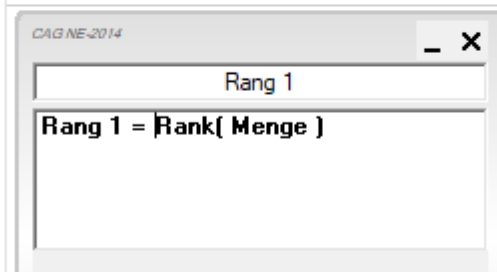 CAG NE-2014
Rang 1
Rang 1 = Rank( Menge )